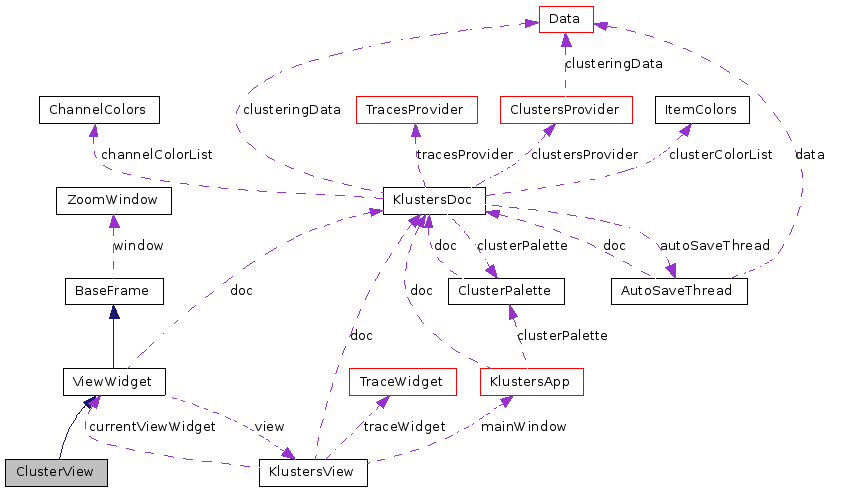 Data
clusteringData
clusteringData
ChannelColors
TracesProvider
ClustersProvider
ItemColors
channelColorList
tracesProvider
clustersProvider
clusterColorList
data
ZoomWindow
KlustersDoc
window
doc
clusterPalette
doc
autoSaveThread
BaseFrame
doc
doc
ClusterPalette
AutoSaveThread
doc
clusterPalette
ViewWidget
TraceWidget
KlustersApp
currentViewWidget
view
traceWidget
mainWindow
ClusterView
KlustersView